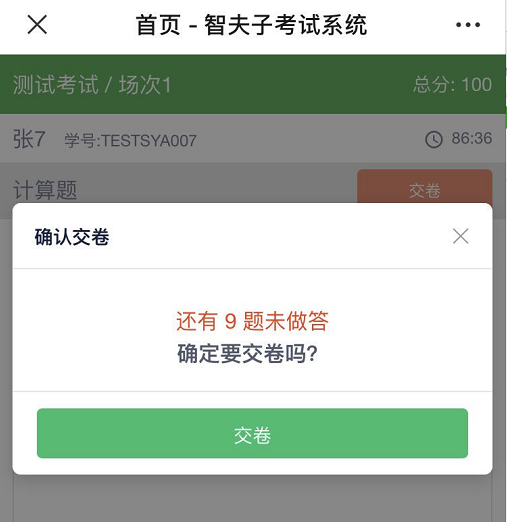 首页 - 智夫子考试系统
测试考试 / 场次1 总分: 100
张7 学号:TESTSYA007 86:36
计算题 交卷
确认交卷
还有 9 题未做答
确定要交卷吗?
交卷